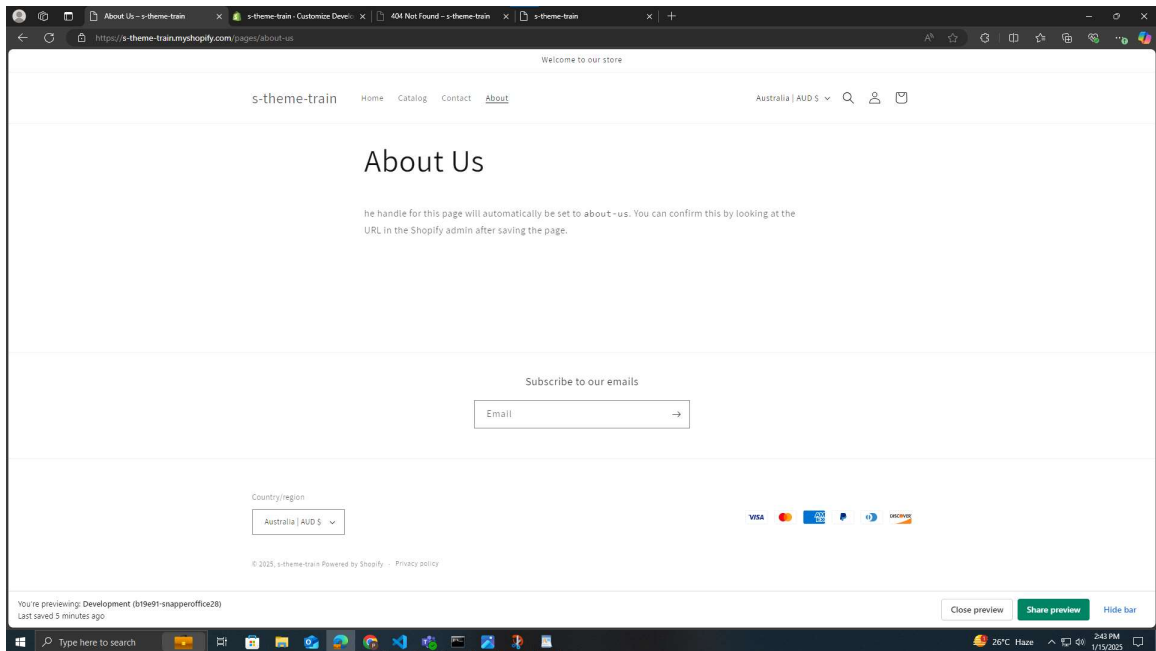 About Us – s-theme-train
s-theme-train - Customize Develo
404 Not Found – s-theme-train
s-theme-train
https://s-theme-train.myshopify.com/pages/about-us
Welcome to our store
s-theme-train
Home
Catalog
Contact
About
Australia | AUD $
About Us
he handle for this page will automatically be set to about-us. You can confirm this by looking at the
URL in the Shopify admin after saving the page.
Subscribe to our emails
Email
Country/region
Australia | AUD $
VISA
AM EX
DISCOVER
© 2025, s-theme-train Powered by Shopify · Privacy policy
You're previewing: Development (b19e91-snapperoffice28)
Last saved 5 minutes ago
Close preview
Share preview
Hide bar
Type here to search
26°C Haze
2:43 PM
1/15/2025